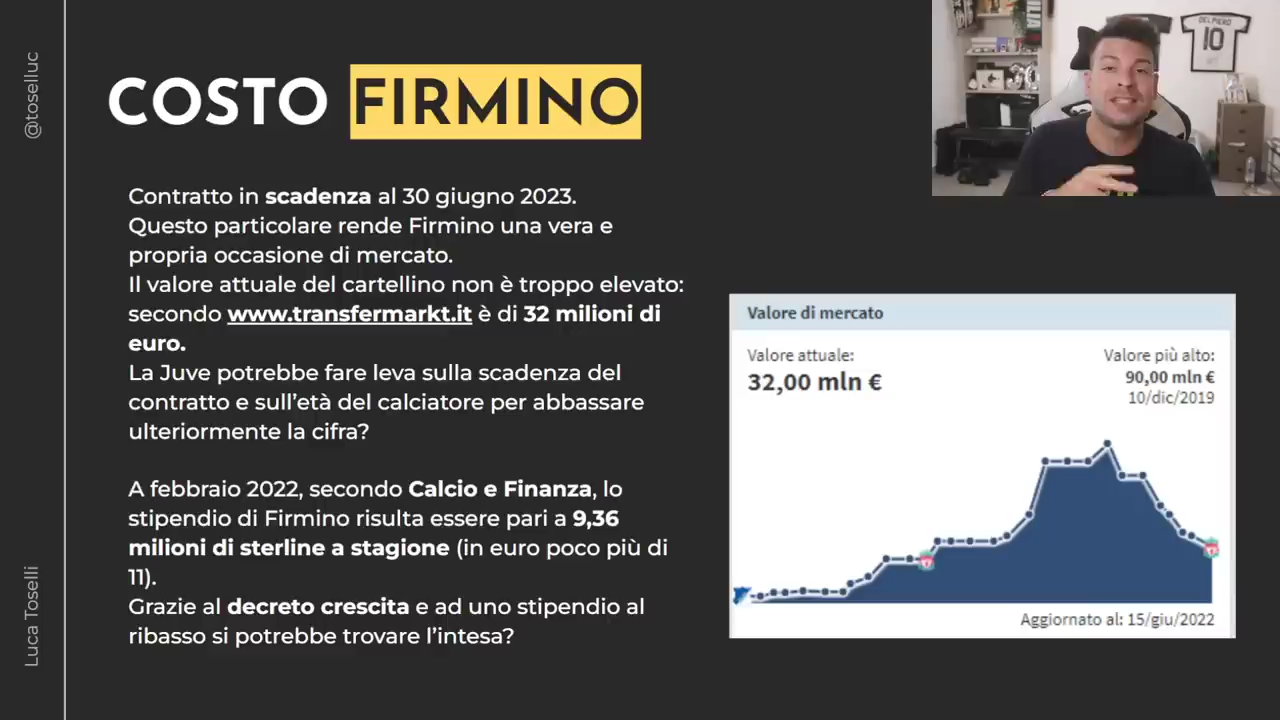 @toselluc
Luca Toselli
COSTO FIRMINO
Contratto in scadenza al 30 giugno 2023.
Questo particolare rende Firmino una vera e
propria occasione di mercato.
Il valore attuale del cartellino non è troppo elevato:
secondo www.transfermarkt.it è di 32 milioni di
euro.
La Juve potrebbe fare leva sulla scadenza del
contratto e sull'età del calciatore per abbassare
ulteriormente la cifra?
A febbraio 2022, secondo Calcio e Finanza, lo
stipendio di Firmino risulta essere pari a 9,36
milioni di sterline a stagione (in euro poco più di
11).
Grazie al decreto crescita e ad uno stipendio al
ribasso si potrebbe trovare l'intesa?
DEL PIERO
10
Valore di mercato
Valore attuale:
32,00 mln €
Valore più alto:
90,00 mln €
10/dic/2019
Aggiornato al: 15/giu/2022